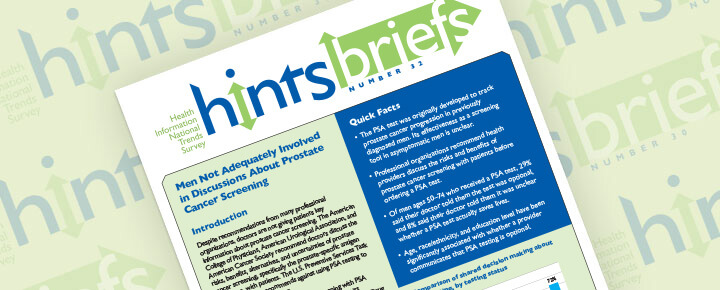 hintsbriefs
NUMBER 32
Health
Information
National
Trends
Survey
Men Not Adequately Involved
in Discussions About Prostate
Cancer Screening
Introduction
Despite recommendations from many professional
organizations, doctors are not giving patients key
information about prostate cancer screening. The American
College of Physicians, American Urological Association, and
American Cancer Society recommend doctors discuss the
risks, benefits, alternatives, and uncertainties of prostate
cancer screening, specifically the prostate-specific antigen
with patients. The U.S. Preventive Services Task
recommends against using PSA testing to
Quick Facts
• The PSA test was originally developed to track
prostate cancer progression in previously
diagnosed men. Its effectiveness as a screening
tool in asymptomatic men is unclear.
• Professional organizations recommend health
providers discuss the risks and benefits of
prostate cancer screening with patients before
ordering a PSA test.
• Of men ages 50–74 who received a PSA test, 29%
said their doctor told them the test was optional,
and 8% said their doctor told them it was unclear
whether a PSA test actually saves lives.
• Age, race/ethnicity, and education level have been
significantly associated with whether a provider
communicates that PSA testing is optional.
omparison of shared decision making about
by testing status
hints
Health
mation
ational
Trends
Survey
briefs
NUMBER 30